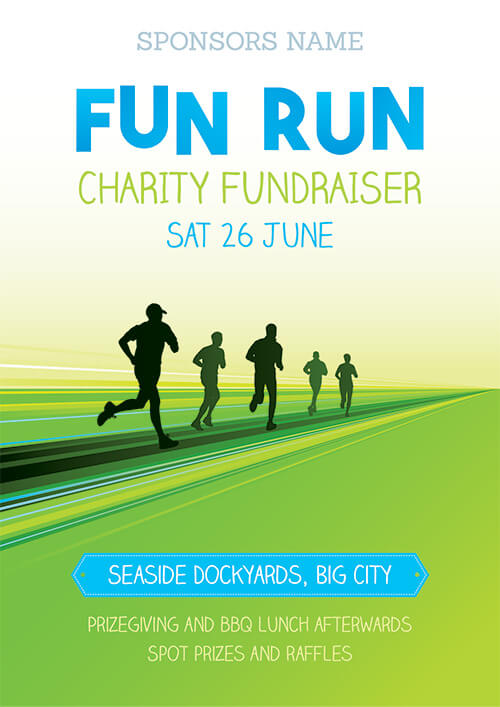 SPONSORS NAME
FUN RUN
CHARITY FUNDRAISER
SAT 26 JUNE
SEASIDE DOCKYARDS, BIG CITY
PRIZEGIVING AND BBQ LUNCH AFTERWARDS
SPOT PRIZES AND RAFFLES